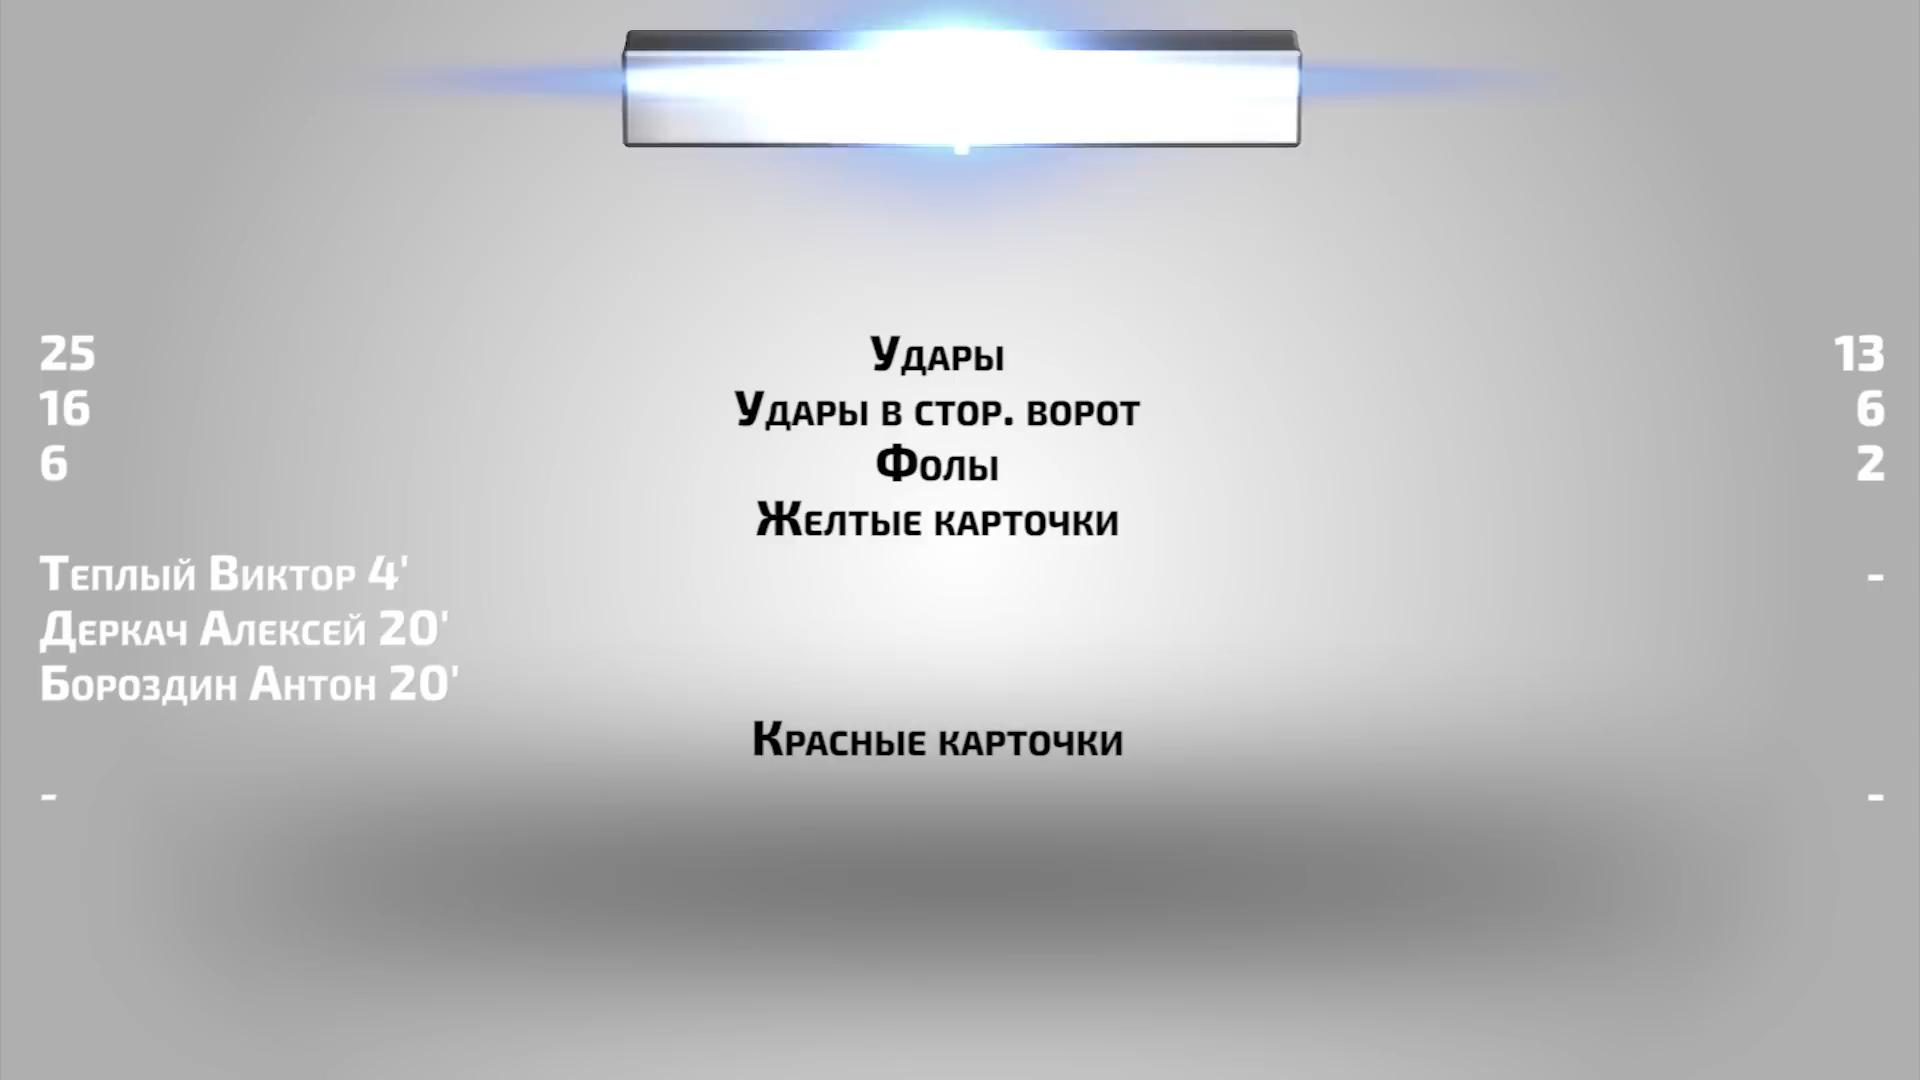 25 Удары 13
16 Удары в стор. ворот 6
6 Фолы 2
Желтые карточки
Теплый Виктор 4' -
Деркач Алексей 20'
Бороздин Антон 20'
Красные карточки
- -